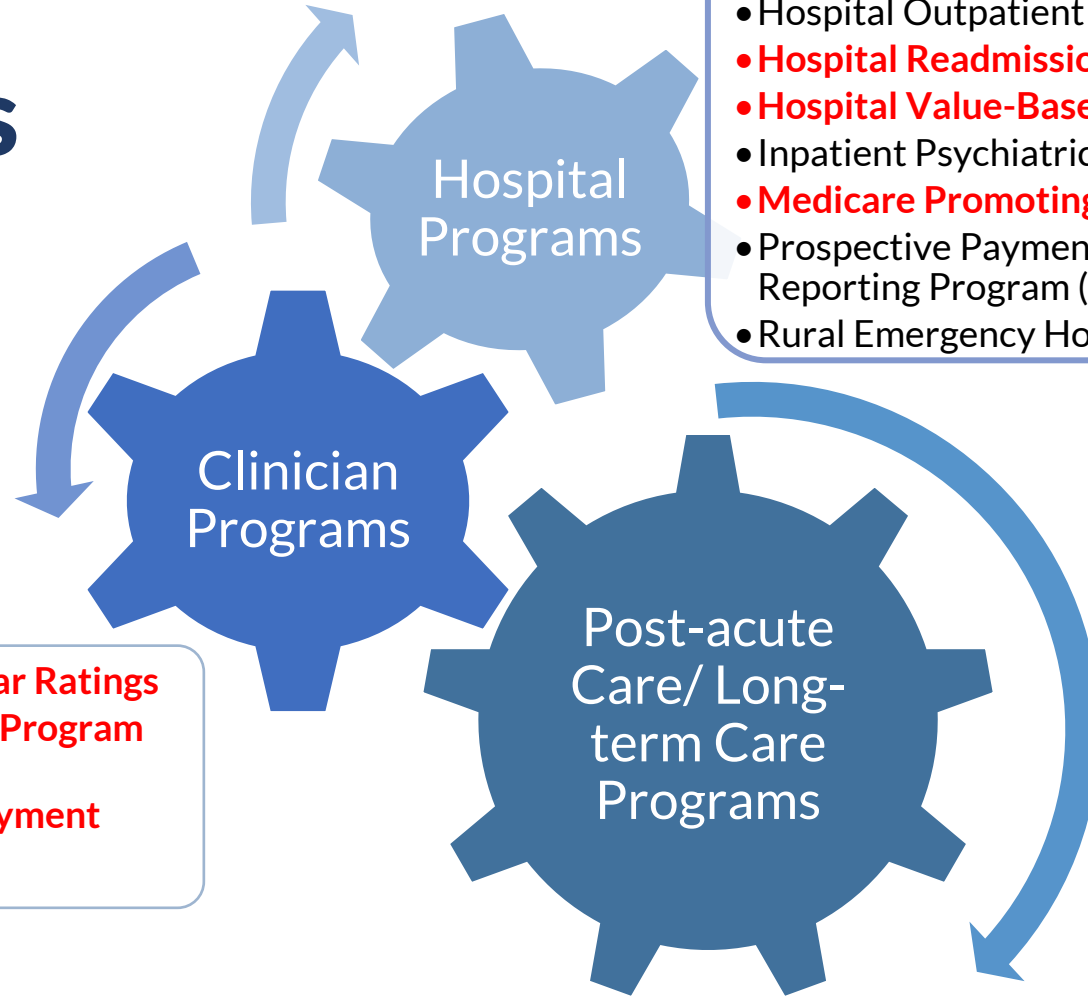 s
Hospital
Programs
• Hospital Outpatient
• Hospital Readmissio
• Hospital Value-Base
• Inpatient Psychiatric
• Medicare Promoting
• Prospective Paymen
Reporting Program (
• Rural Emergency Ho
Clinician
Programs
ar Ratings
Program
yment
Post-acute
Care/ Long-
term Care
Programs